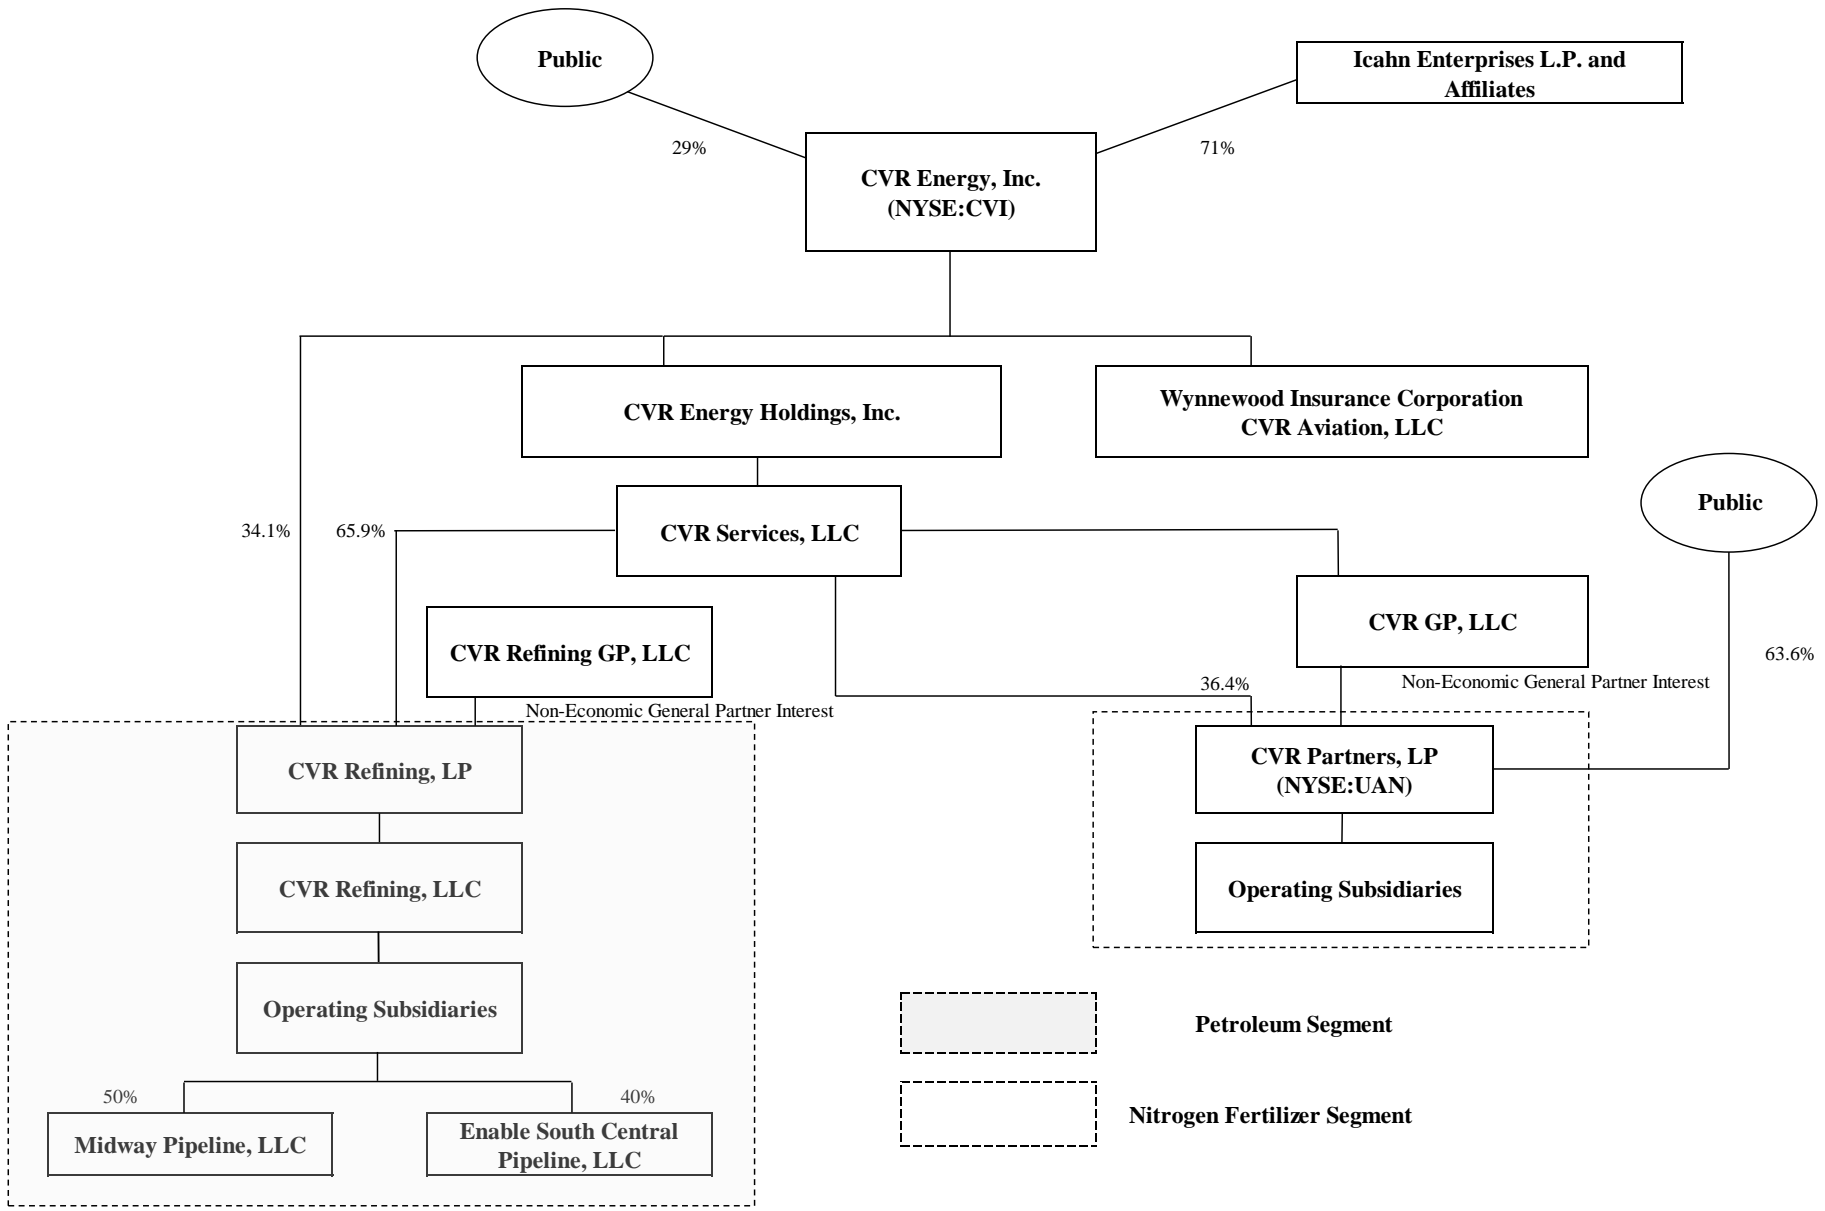 Public
Icahn Enterprises L.P. and
Affiliates
29%
71%
CVR Energy, Inc.
(NYSE:CVI)
CVR Energy Holdings, Inc.
Wynnewood Insurance Corporation
CVR Aviation, LLC
Public
34.1%
65.9%
CVR Services, LLC
CVR GP, LLC
CVR Refining GP, LLC
63.6%
36.4%
Non-Economic General Partner Interest
Non-Economic General Partner Interest
CVR Refining, LP
CVR Partners, LP
(NYSE:UAN)
CVR Refining, LLC
Operating Subsidiaries
Operating Subsidiaries
Petroleum Segment
50%
40%
Nitrogen Fertilizer Segment
Midway Pipeline, LLC
Enable South Central
Pipeline, LLC